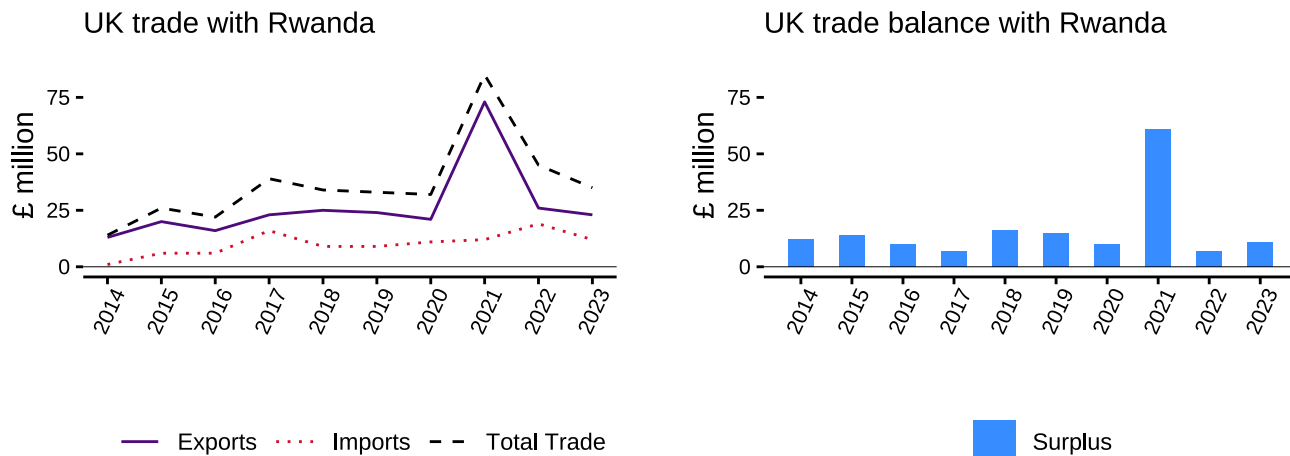 UK trade with Rwanda
£ million
75
50
25
0
2014 2015 2016 2017 2018 2019 2020 2021 2022 2023
Exports Imports Total Trade
UK trade balance with Rwanda
£ million
75
50
25
0
2014 2015 2016 2017 2018 2019 2020 2021 2022 2023
Surplus